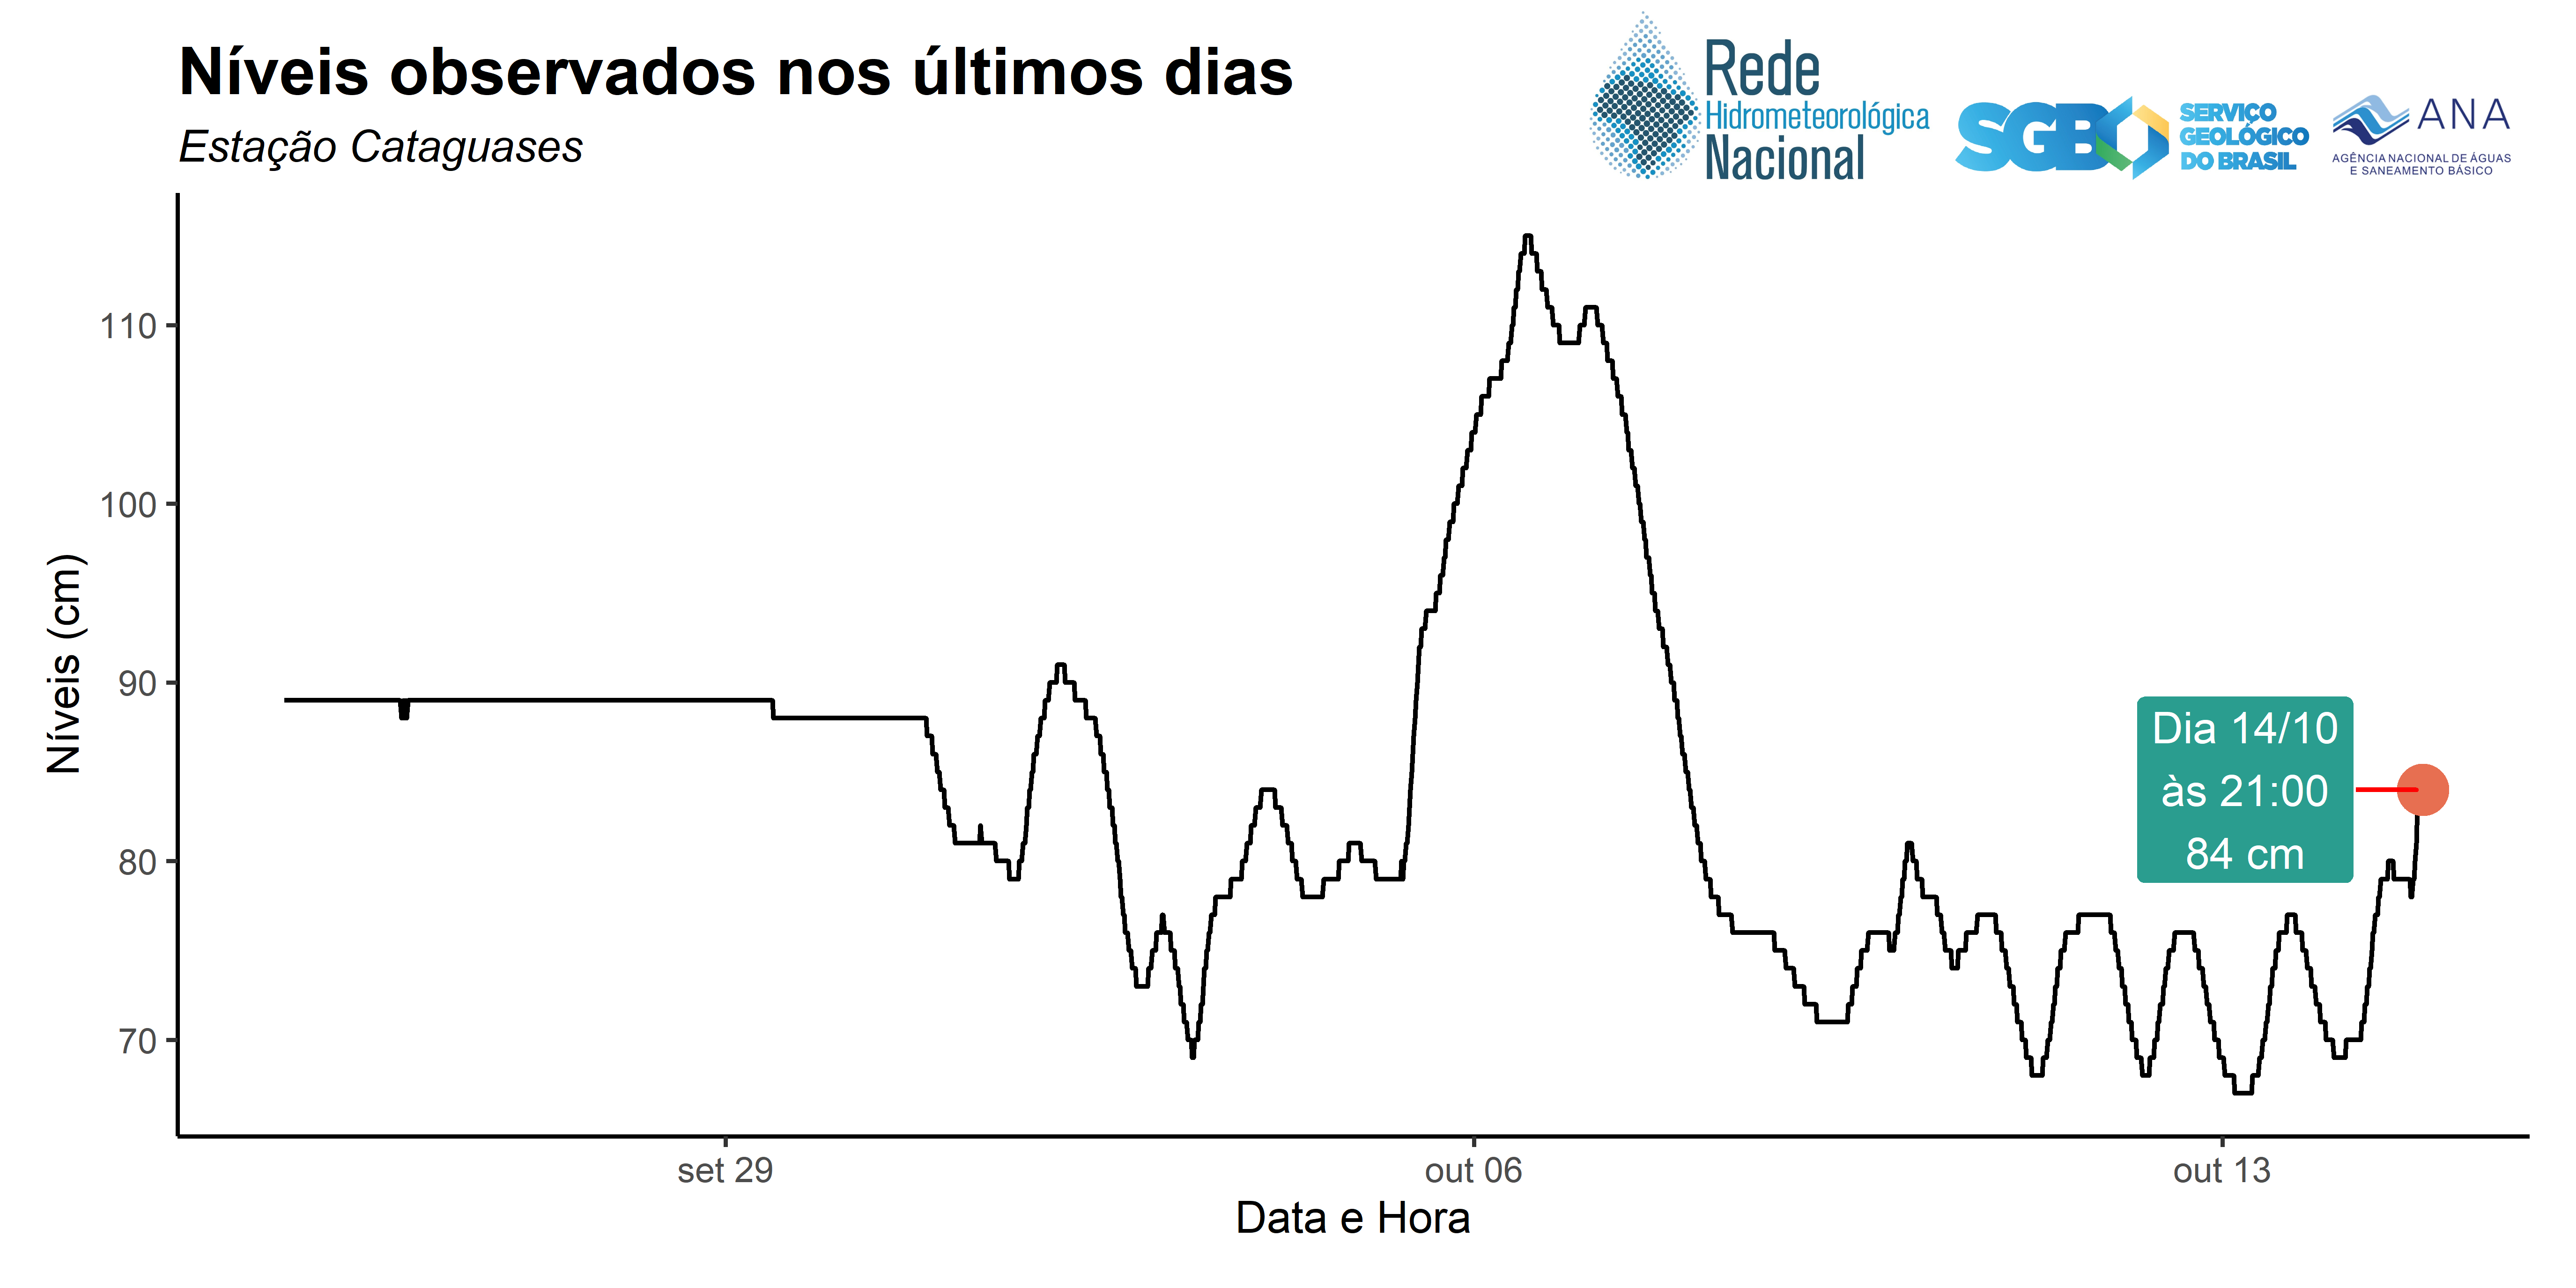 Níveis observados nos últimos dias
Estação Cataguases
Rede
Hidrometeorológica
Nacional
SGB
SERVIÇO
GEOLÓGICO
DO BRASIL
ANA
AGÊNCIA NACIONAL DE ÁGUAS
E SANEAMENTO BÁSICO
Níveis (cm)
110
100
90
80
70
Dia 14/10
às 21:00
84 cm
set 29
out 06
out 13
Data e Hora